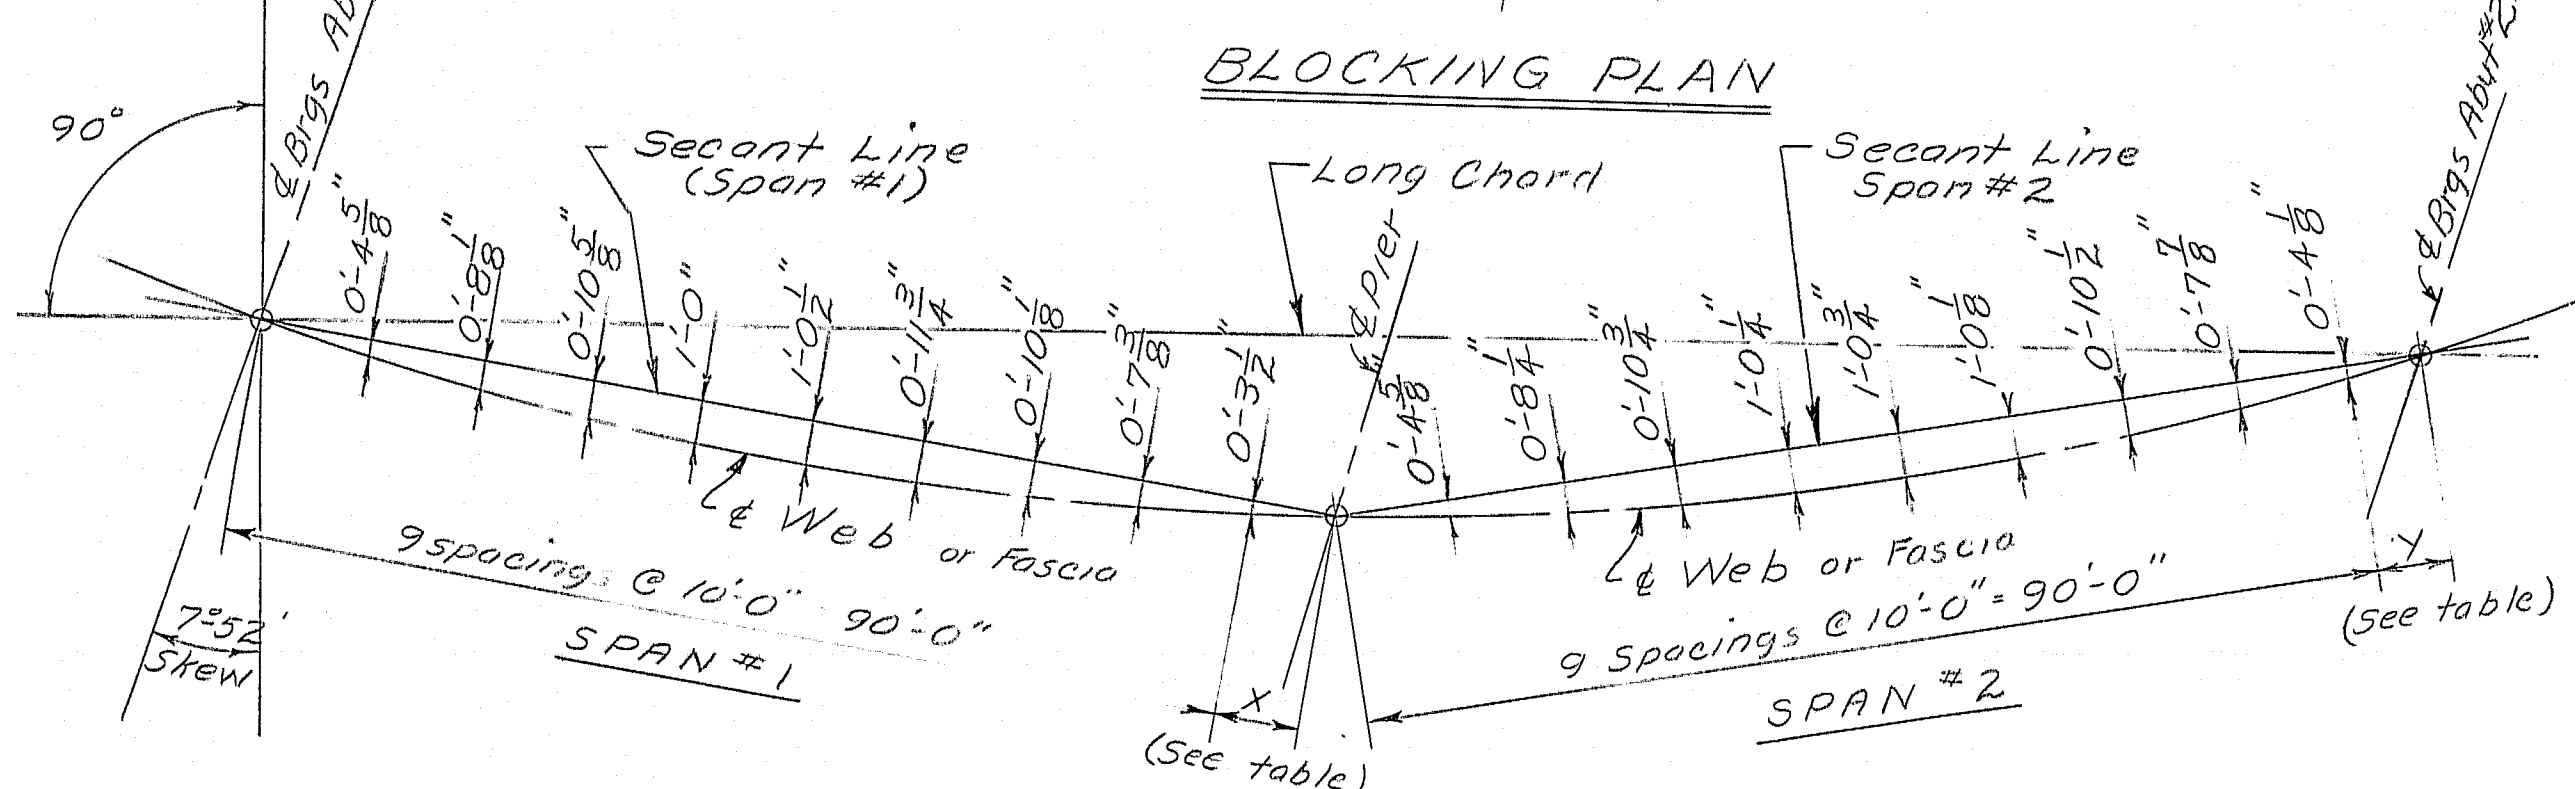 BLOCKING PLAN
90°
℄ Brgs
Secant Line
(Span #1)
Long Chord
Secant Line
Span #2
℄ Brgs Abut #2
℄ Pier
0'-4 5/8"
0'-8 1/8"
0'-10 5/8"
1'-0"
1'-0 1/2"
0'-11 3/4"
0'-10 1/8"
0'-7 3/8"
0'-3 1/2"
0'-4 5/8"
0'-8 1/4"
0'-10 3/4"
1'-0 1/4"
1'-0 3/4"
1'-0 1/8"
0'-10 1/2"
0'-7 7/8"
0'-4 1/8"
℄ Web or Fascia
℄ Web or Fascia
9 spacings @ 10'-0" 90'-0"
SPAN #1
9 Spacings @ 10'-0" = 90'-0"
SPAN #2
7°52'
Skew
X
(See table)
Y
(See table)